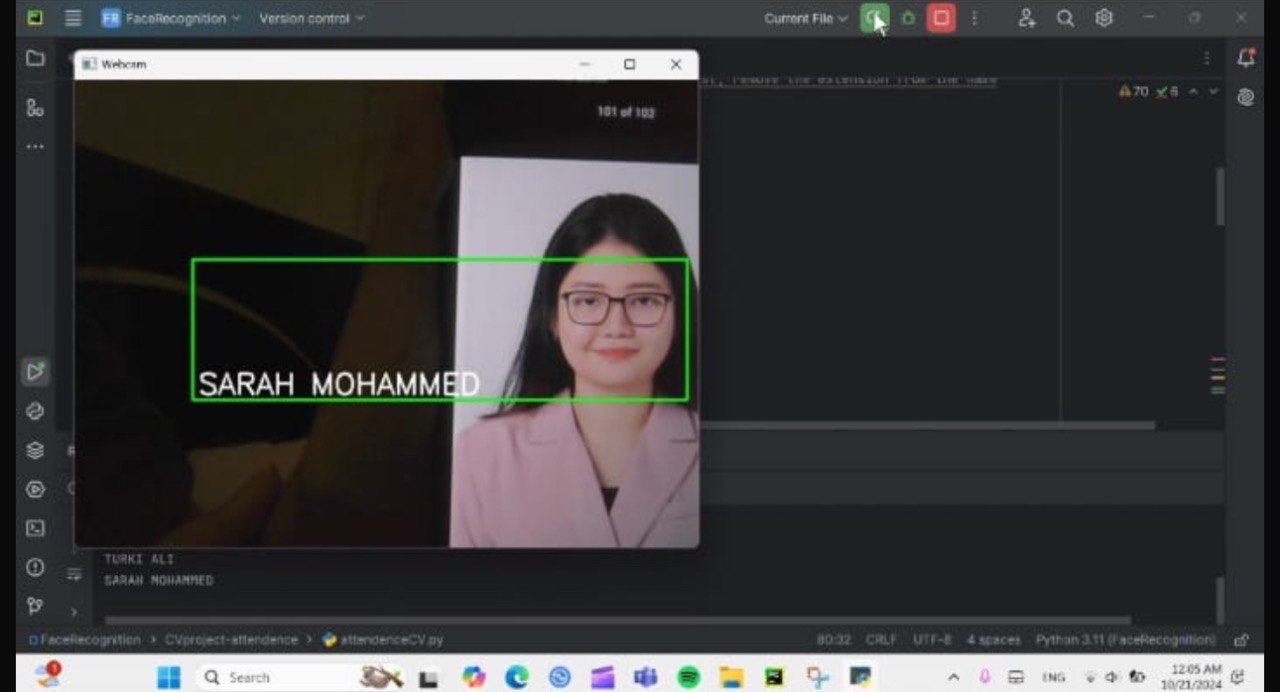 FR FaceRecognition Version control
Current File
Webcam
remove the extension from the name
70 6
101 of 102
SARAH MOHAMMED
TURKI ALI
SARAH MOHAMMED
FaceRecognition > CVproject-attendence > attendenceCV.py
80:32 CRLF UTF-8 4 spaces Python 3.11 (FaceRecognition)
1
Search
ENG
12:05 AM
10/21/2024